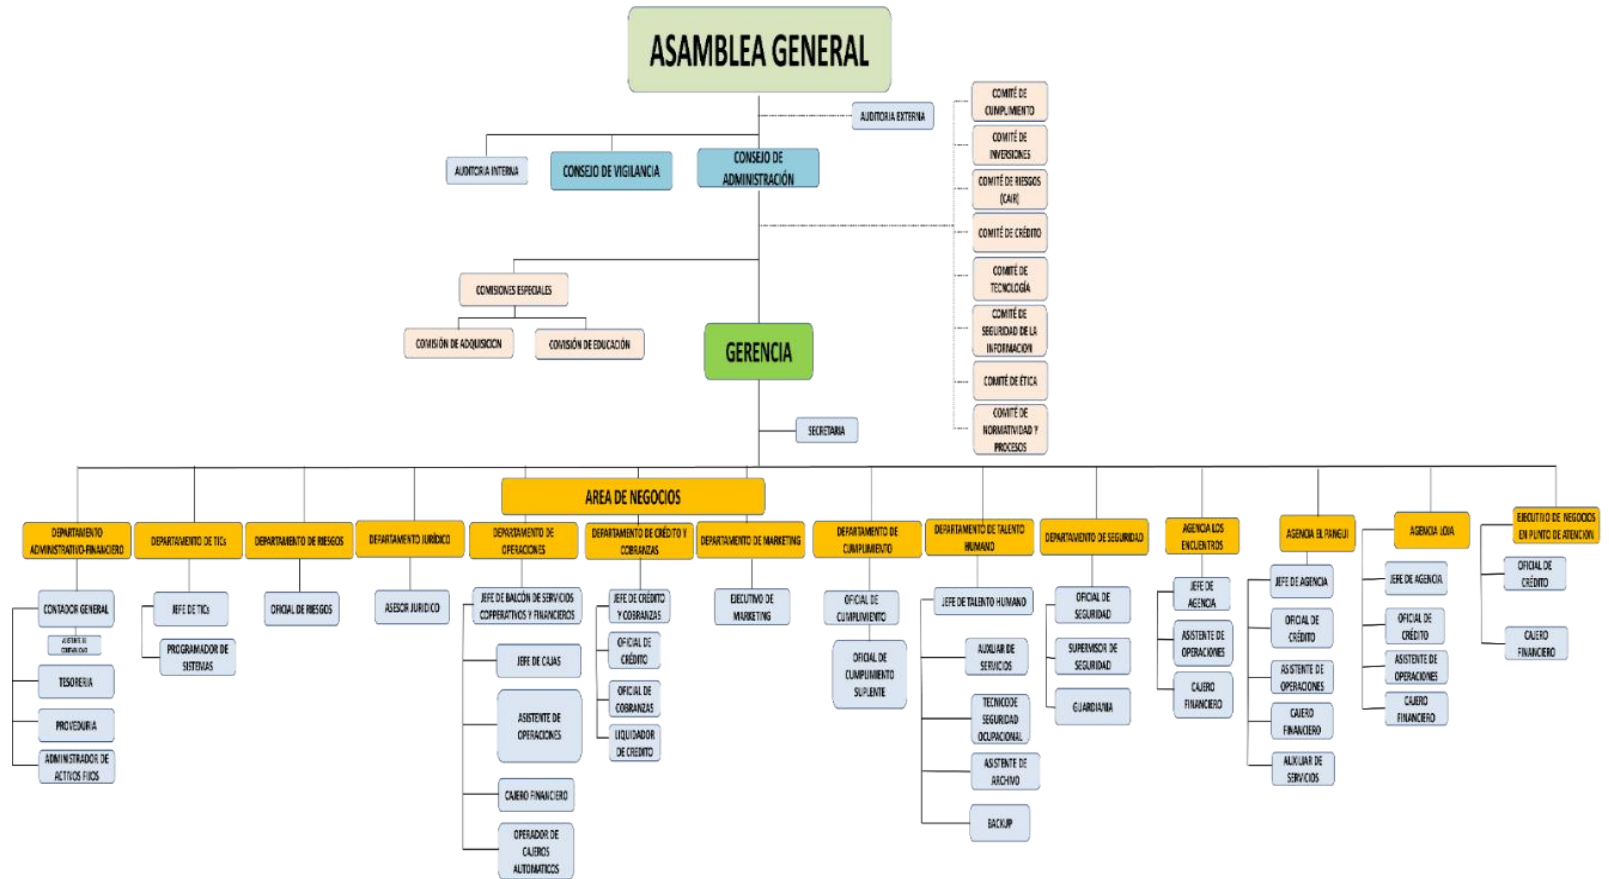 ASAMBLEA GENERAL
AUDITORIA EXTERNA
COMITÉ DE
CUMPLIMIENTO
COMITÉ DE
INVERSIONES
COMITÉ DE RIESGOS
(CAIR)
COMITÉ DE CRÉDITO
COMITÉ DE
TECNOLOGÍA
COMITÉ DE
SEGURIDAD DE LA
INFORMACION
COMITÉ DE ÉTICA
COMITÉ DE
NORMATIVIDAD Y
PROCESOS
AUDITORIA INTERNA
CONSEJO DE VIGILANCIA
CONSEJO DE
ADMINISTRACIÓN
COMISIONES ESPECIALES
COMISIÓN DE ADQUISICION
COMISIÓN DE EDUCACIÓN
GERENCIA
SECRETARIA
AREA DE NEGOCIOS
DEPARTAMENTO
ADMINISTRATIVO-FINANCIERO
CONTADOR GENERAL
ASISTENTE DE
CONTABILIDAD
TESORERIA
PROVEDURIA
ADMINISTRADOR DE
ACTIVOS FIJOS
DEPARTAMENTO DE TICs
JEFE DE TICs
PROGRAMADOR DE
SISTEMAS
DEPARTAMENTO DE RIESGOS
OFICIAL DE RIESGOS
DEPARTAMENTO JURÍDICO
ASESOR JURIDICO
DEPARTAMENTO DE
OPERACIONES
JEFE DE BALCÓN DE SERVICIOS
COPPERATIVOS Y FINANCIEROS
JEFE DE CAJAS
ASISTENTE DE
OPERACIONES
CAJERO FINANCIERO
OPERADOR DE
CAJEROS
AUTOMATICOS
DEPARTAMENTO DE CRÉDITO Y
COBRANZAS
JEFE DE CRÉDITO
Y COBRANZAS
OFICIAL DE
CRÉDITO
OFICIAL DE
COBRANZAS
LIQUIDADOR
DE CREDITO
DEPARTAMENTO DE MARKETING
EJECUTIVO DE
MARKETING
DEPARTAMENTO DE
CUMPLIMIENTO
OFICIAL DE
CUMPLIMIENTO
OFICIAL DE
CUMPLIMIENTO
SUPLENTE
DEPARTAMENTO DE TALENTO
HUMANO
JEFE DE TALENTO HUMANO
AUXILIAR DE
SERVICIOS
TECNICODE
SEGURIDAD
OCUPACIONAL
ASISTENTE DE
ARCHIVO
BACKUP
DEPARTAMENTO DE SEGURIDAD
OFICIAL DE
SEGURIDAD
SUPERVISOR DE
SEGURIDAD
GUARDIANIA
AGENCIA LOS
ENCUENTROS
JEFE DE
AGENCIA
ASISTENTE DE
OPERACIONES
CAJERO
FINANCIERO
AGENCIA EL PANGUI
JEFE DE AGENCIA
OFICIAL DE
CRÉDITO
ASISTENTE DE
OPERACIONES
CAJERO
FINANCIERO
AUXILIAR DE
SERVICIOS
AGENCIA LOJA
JEFE DE AGENCIA
OFICIAL DE
CRÉDITO
ASISTENTE DE
OPERACIONES
CAJERO
FINANCIERO
EJECUTIVO DE NEGOCIOS
EN PUNTO DE ATENCION
OFICIAL DE
CRÉDITO
CAJERO
FINANCIERO